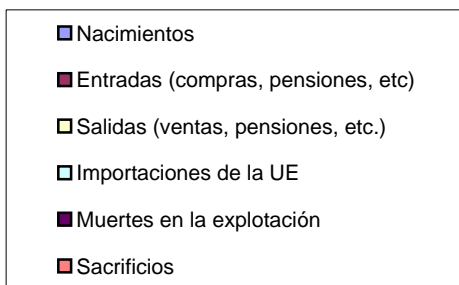 Nacimientos
Entradas (compras, pensiones, etc)
Salidas (ventas, pensiones, etc.)
Importaciones de la UE
Muertes en la explotación
Sacrificios